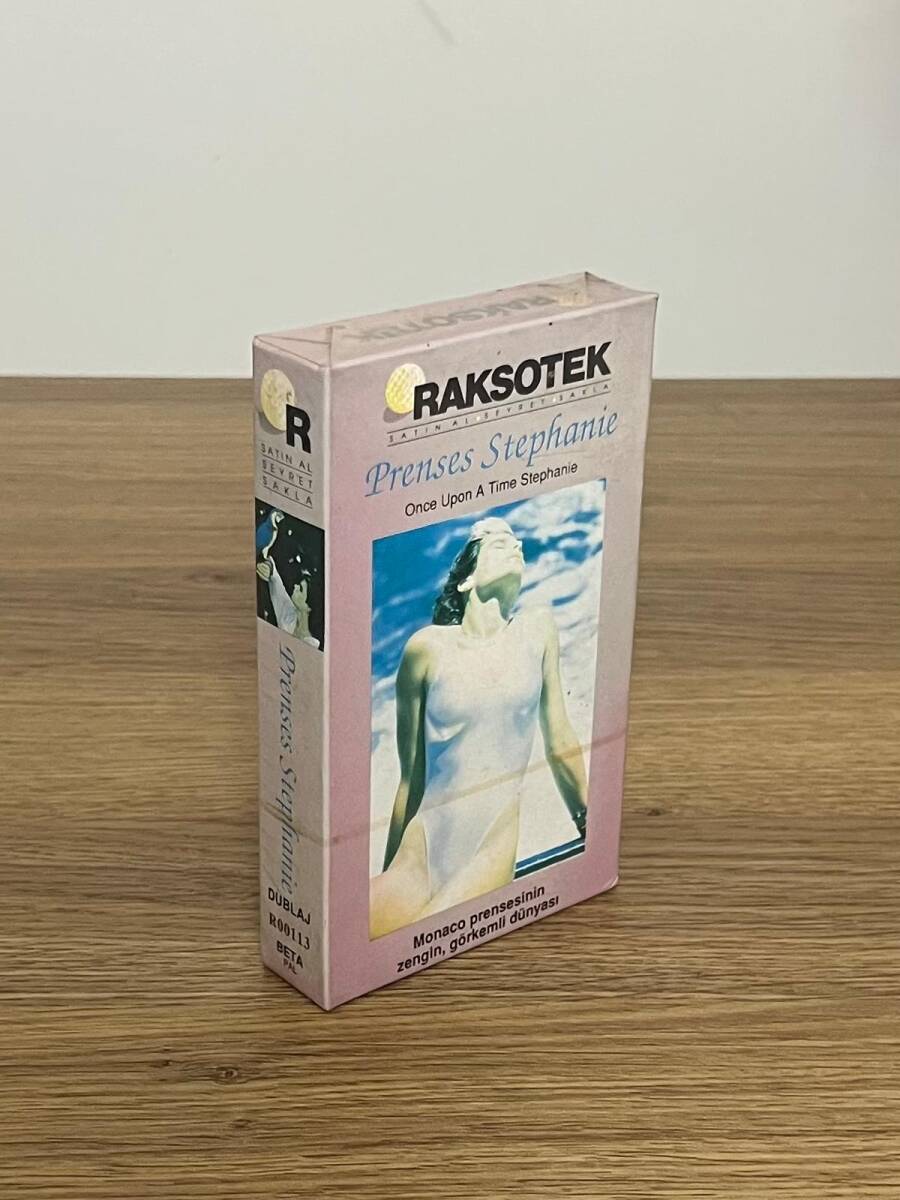 RAKSOTEK
RAKSOTEK
SATIN AL • SEYRET • SAKLA
Prenses Stephanie
Once Upon A Time Stephanie
Monaco prensesinin
zengin, görkemli dünyası
R
SATIN AL
SEYRET
SAKLA
Prenses Stephanie
DUBLAJ
R00113
BETA
PAL